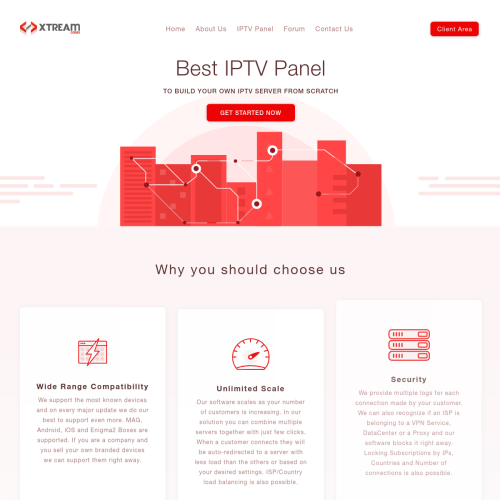 XTREAM
CODES
Home About Us IPTV Panel Forum Contact Us
Client Area
Best IPTV Panel
TO BUILD YOUR OWN IPTV SERVER FROM SCRATCH
GET STARTED NOW
Why you should choose us
Wide Range Compatibility
We support the most known devices
and on every major update we do our
best to support even more. MAG,
Android, iOS and Enigma2 Boxes are
supported. If you are a company and
you sell your own branded devices
we can support them right away.
Unlimited Scale
Our software scales as your number
of customers is increasing. In our
solution you can combine multiple
servers together with just few clicks.
When a customer connects they will
be auto-redirected to a server with
less load than the others or based on
your desired settings. ISP/Country
load balancing is also possible.
Security
We provide multiple logs for each
connection made by your customer.
We can also recognize if an ISP is
belonging to a VPN Service,
DataCenter or a Proxy and our
software blocks it right away.
Locking Subscriptions by IPs,
Countries and Number of
connections is also possible.